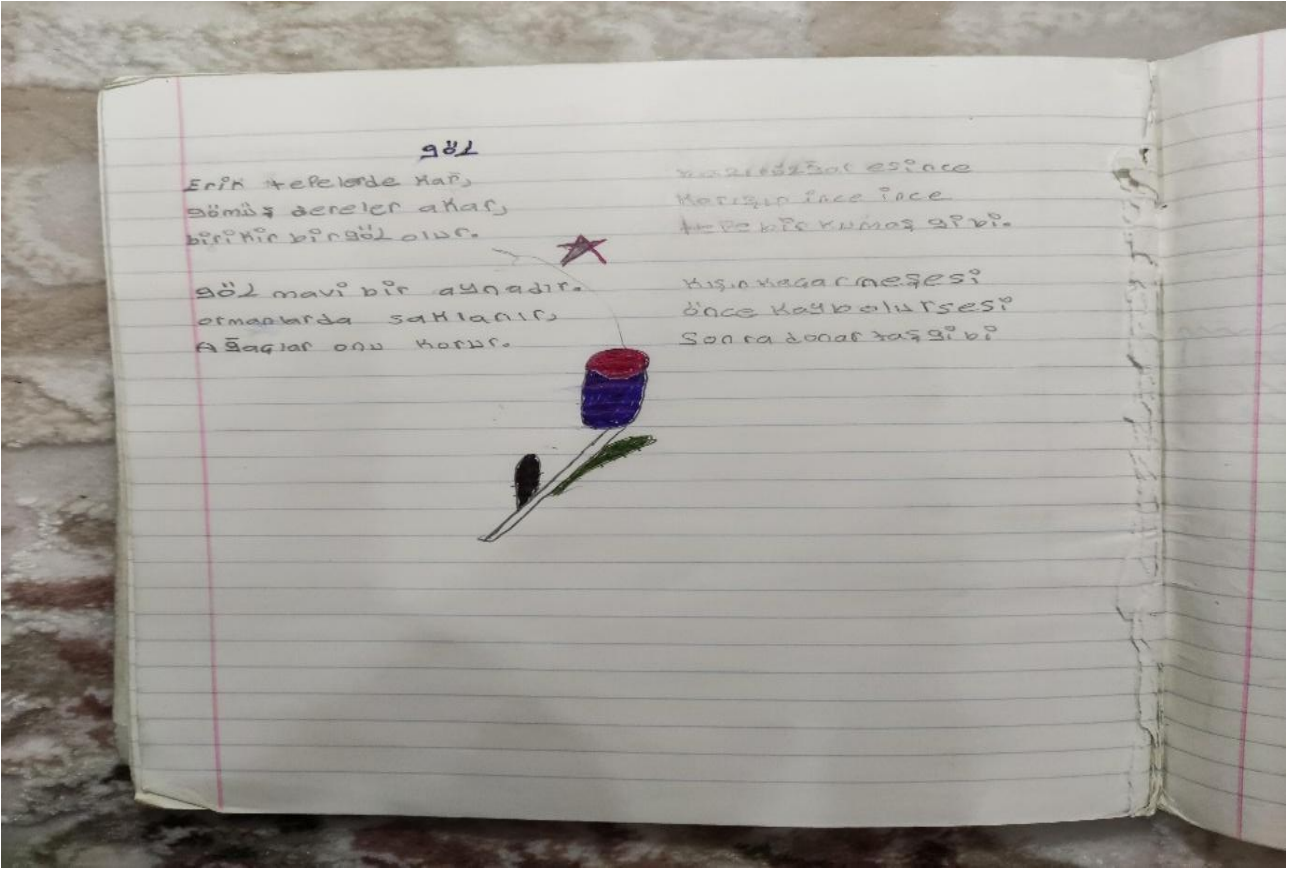 göl
Erik tepelerde kar,
gömüş dereler akar,
birikir bir göl olur.
göl mavi bir aynadır.
ormanlarda saklanır,
Ağaçlar onu korur.
esince
Karışır ince ince
tepe bir kumaş gibi.
Kışın kaçar neşesi
önce kaybolur sesi
Sonra donar taş gibi